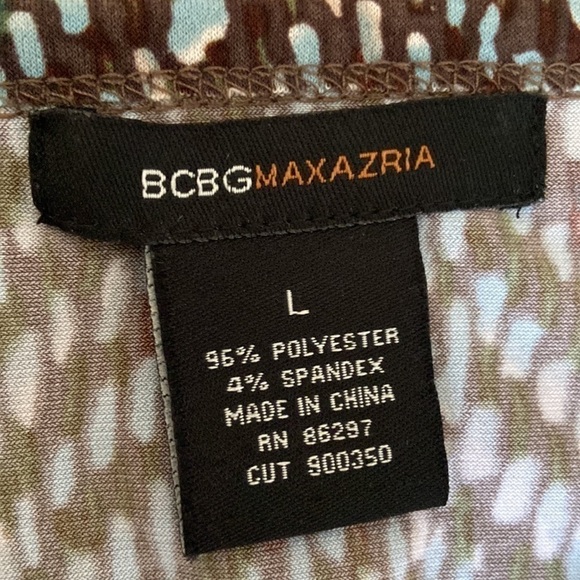 BCBGMAXAZRIA
L
96% POLYESTER
4% SPANDEX
MADE IN CHINA
RN 86297
CUT 900350